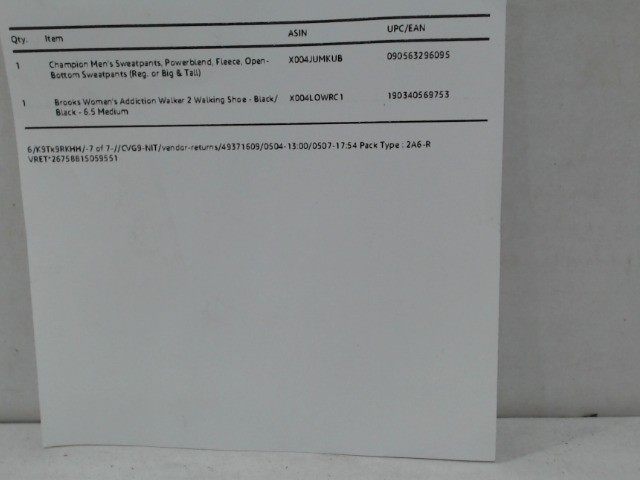 Qty. Item ASIN UPC/EAN
1 Champion Men's Sweatpants, Powerblend, Fleece, Open- X004JUMKUB 090563296095
Bottom Sweatpants (Reg. or Big & Tall)
1 Brooks Women's Addiction Walker 2 Walking Shoe - Black/ X004LOWRC1 190340569753
Black - 6.5 Medium
6/K9Tk9RKHH/-7 of 7-//CVG9-NIT/vendor-returns/49371609/0504-13:00/0507-17:54 Pack Type : 2A6-R
VRET*26758815059551